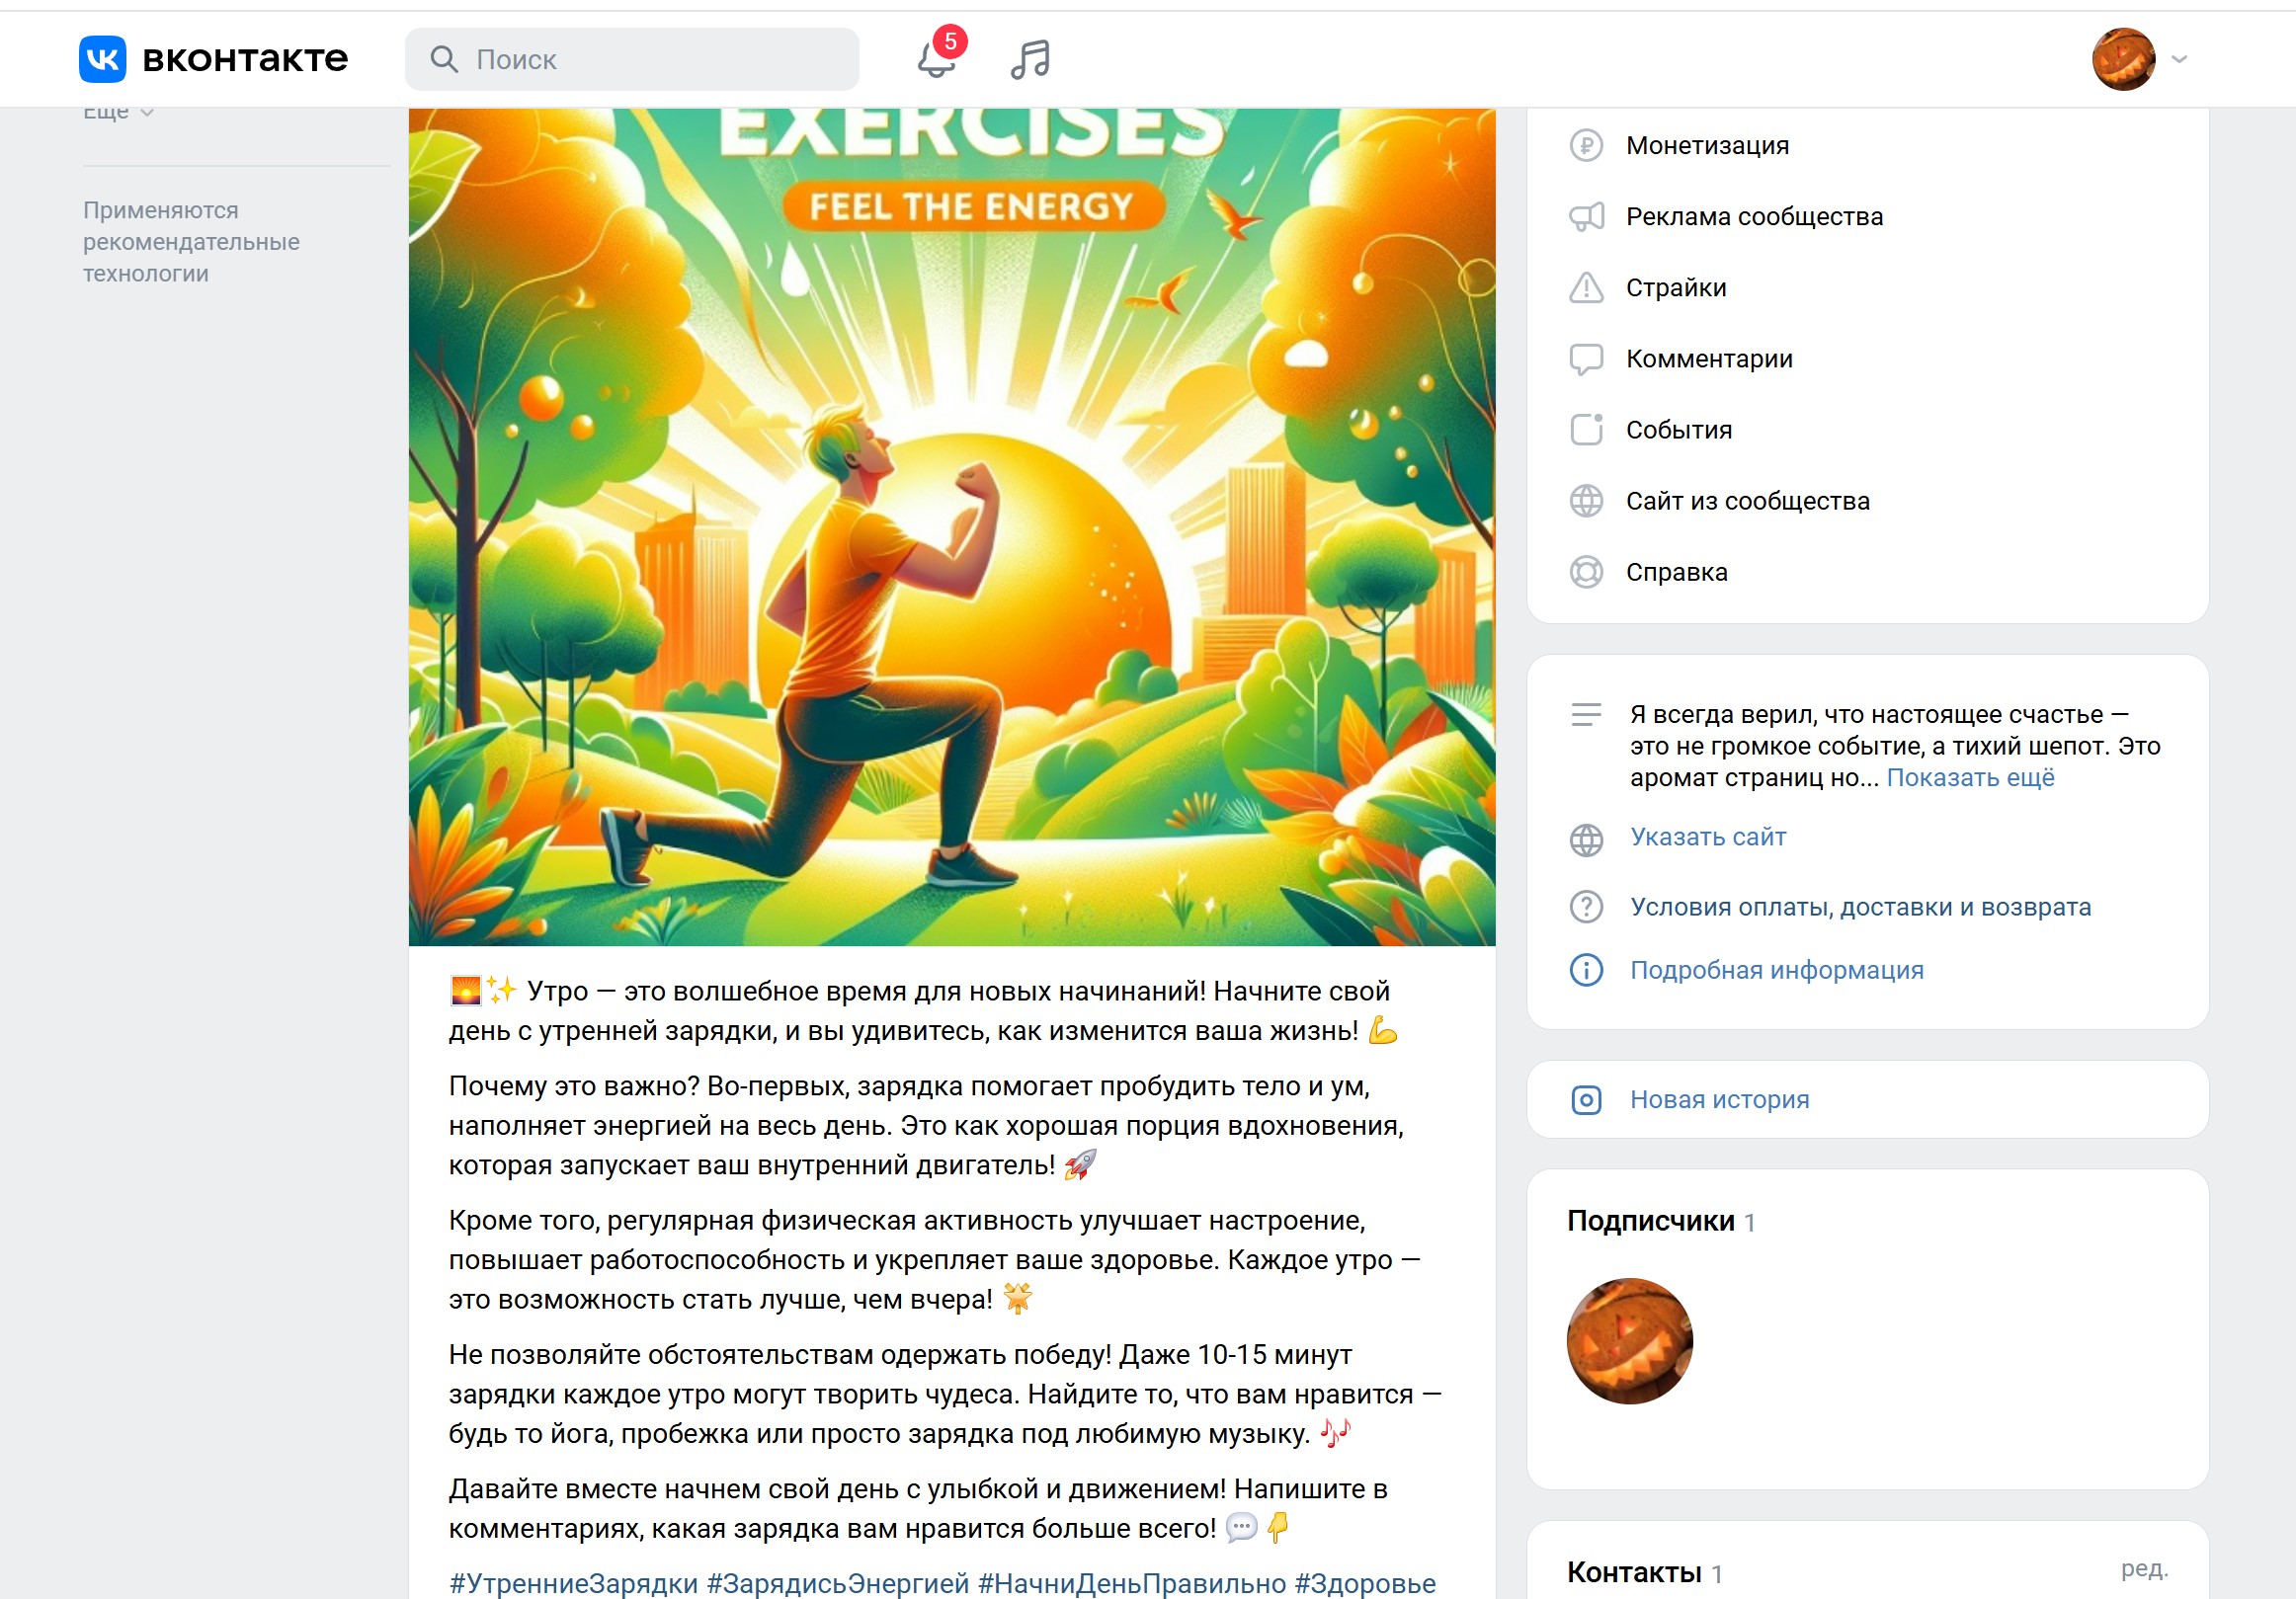 вконтакте
Поиск
5
Ещё
Применяются
рекомендательные
технологии
EXERCISES
FEEL THE ENERGY
🌅✨ Утро — это волшебное время для новых начинаний! Начните свой
день с утренней зарядки, и вы удивитесь, как изменится ваша жизнь! 💪
Почему это важно? Во-первых, зарядка помогает пробудить тело и ум,
наполняет энергией на весь день. Это как хорошая порция вдохновения,
которая запускает ваш внутренний двигатель! 🚀
Кроме того, регулярная физическая активность улучшает настроение,
повышает работоспособность и укрепляет ваше здоровье. Каждое утро —
это возможность стать лучше, чем вчера! 🌟
Не позволяйте обстоятельствам одержать победу! Даже 10-15 минут
зарядки каждое утро могут творить чудеса. Найдите то, что вам нравится —
будь то йога, пробежка или просто зарядка под любимую музыку. 🎶
Давайте вместе начнем свой день с улыбкой и движением! Напишите в
комментариях, какая зарядка вам нравится больше всего! 💬👇
#УтренниеЗарядки #ЗарядисьЭнергией #НачниДеньПравильно #Здоровье
Монетизация
Реклама сообщества
Страйки
Комментарии
События
Сайт из сообщества
Справка
Я всегда верил, что настоящее счастье —
это не громкое событие, а тихий шепот. Это
аромат страниц но... Показать ещё
Указать сайт
Условия оплаты, доставки и возврата
Подробная информация
Новая история
Подписчики 1
Контакты 1
ред.